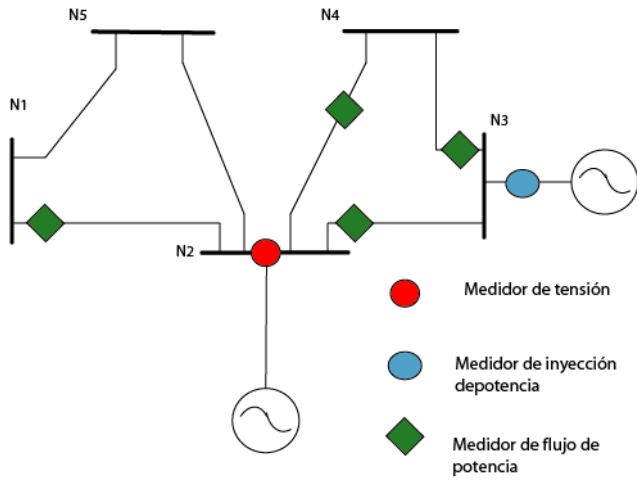 N5
N4
N1
N3
N2
Medidor de tensión
Medidor de inyección
depotencia
Medidor de flujo de
potencia